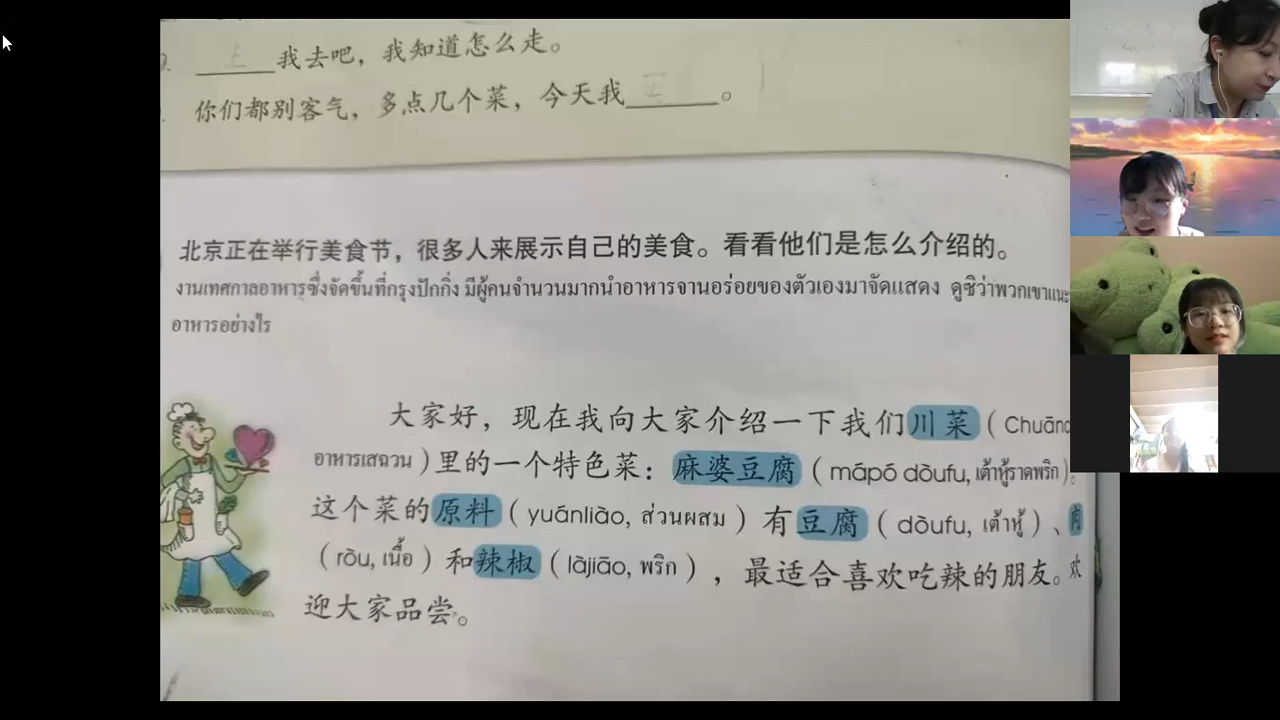 我去吧，我知道怎么走。
你们都别客气，多点几个菜，今天我______。
北京正在举行美食节，很多人来展示自己的美食。看看他们是怎么介绍的。
งานเทศกาลอาหารซึ่งจัดขึ้นที่กรุงปักกิ่ง มีผู้คนจำนวนมากนำอาหารจานอร่อยของตัวเองมาจัดแสดง ดูซิว่าพวกเขาแนะ
อาหารอย่างไร
大家好，现在我向大家介绍一下我们川菜（Chuānc
อาหารเสฉวน）里的一个特色菜：麻婆豆腐（mápó dòufu, เต้าหู้ราดพริก）。
这个菜的原料（yuánliào, ส่วนผสม）有豆腐（dòufu, เต้าหู้）、肉
（ròu, เนื้อ）和辣椒（làjiāo, พริก），最适合喜欢吃辣的朋友。欢
迎大家品尝。